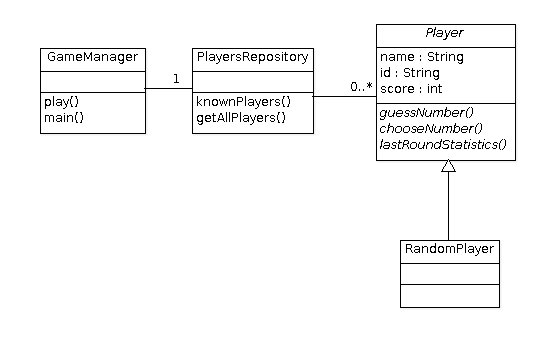 GameManager
play()
main()
1
PlayersRepository
knownPlayers()
getAllPlayers()
0..*
Player
name : String
id : String
score : int
guessNumber()
chooseNumber()
lastRoundStatistics()
RandomPlayer